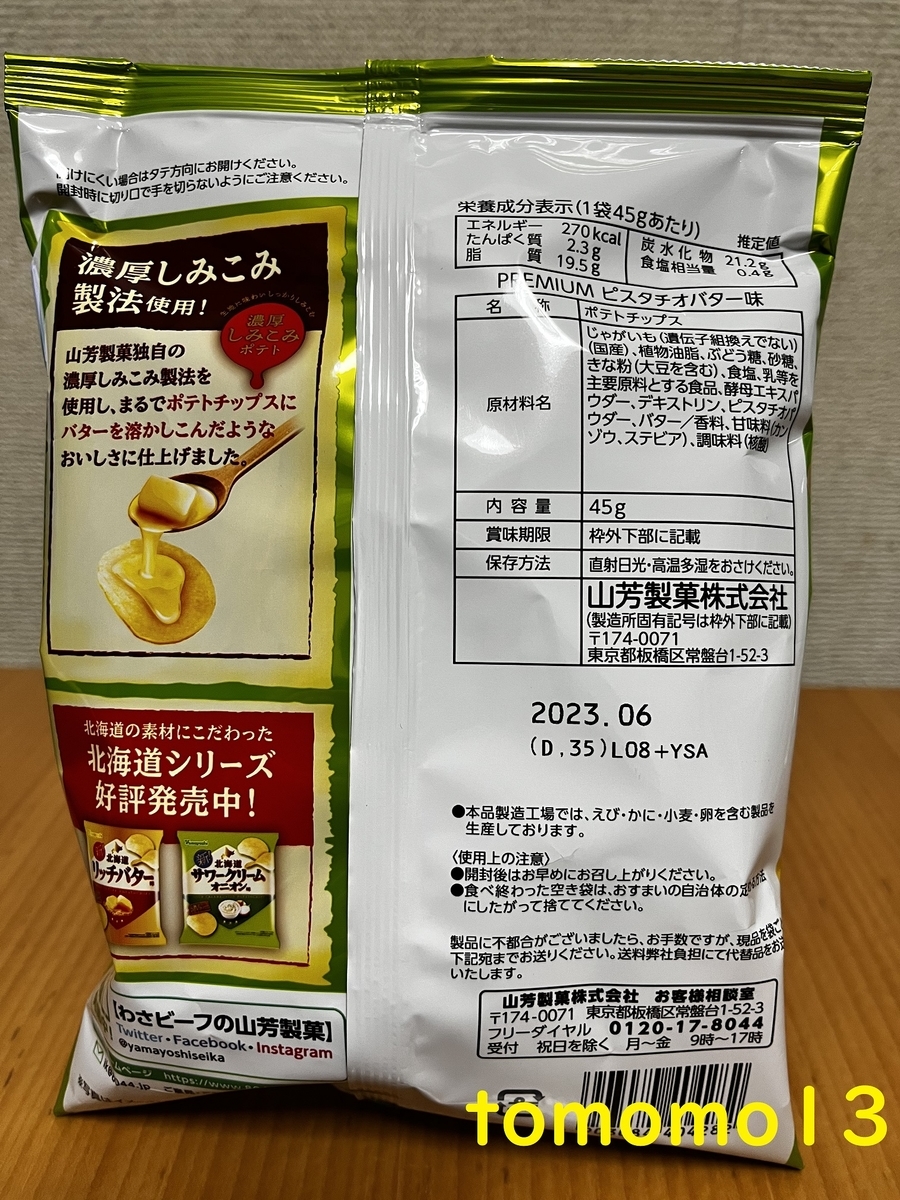 けにくい場合はタテ方向にお開けください。
開封時に切り口で手を切らないようにご注意ください。
濃厚しみこみ
製法使用!
濃厚
しみこみ
ポテト
山芳製菓独自の
濃厚しみこみ製法を
使用し、まるでポテトチップスに
バターを溶かしこんだような
おいしさに仕上げました。
北海道の素材にこだわった
北海道シリーズ
好評発売中!
北海道
リッチバター
Yamayoshi
北海道
サワークリーム
オニオン味
【わさビーフの山芳製菓】
Twitter・Facebook・Instagram
@yamayoshiseika
ームページ https://www.
栄養成分表示(1袋45gあたり)
推定値
エネルギー 270kcal
たんぱく質 2.3g
脂質 19.5g
炭水化物 21.2g
食塩相当量 0.4g
PREMIUM ピスタチオバター味
名称 ポテトチップス
原材料名
じゃがいも(遺伝子組換えでない)
(国産)、植物油脂、ぶどう糖、砂糖、
きな粉(大豆を含む)、食塩、乳等を
主要原料とする食品、酵母エキスパ
ウダー、デキストリン、ピスタチオパ
ウダー、バター/香料、甘味料(カン
ゾウ、ステビア)、調味料(核酸)
内容量 45g
賞味期限 枠外下部に記載
保存方法 直射日光・高温多湿をおさけください。
山芳製菓株式会社
(製造所固有記号は枠外下部に記載)
〒174-0071
東京都板橋区常盤台1-52-3
2023.06
(D,35)L08+YSA
●本品製造工場では、えび・かに・小麦・卵を含む製品を
生産しております。
〈使用上の注意〉
●開封後はお早めにお召し上がりください。
●食べ終わった空き袋は、おすまいの自治体の定める方法
にしたがって捨ててください。
製品に不都合がございましたら、お手数ですが、現品を袋ご
下記宛までお送りください。送料弊社負担にて代替品をお送
いたします。
山芳製菓株式会社 お客様相談室
〒174-0071 東京都板橋区常盤台1-52-3
フリーダイヤル 0120-17-8044
受付 祝日を除く 月〜金 9時〜17時
tomomo13